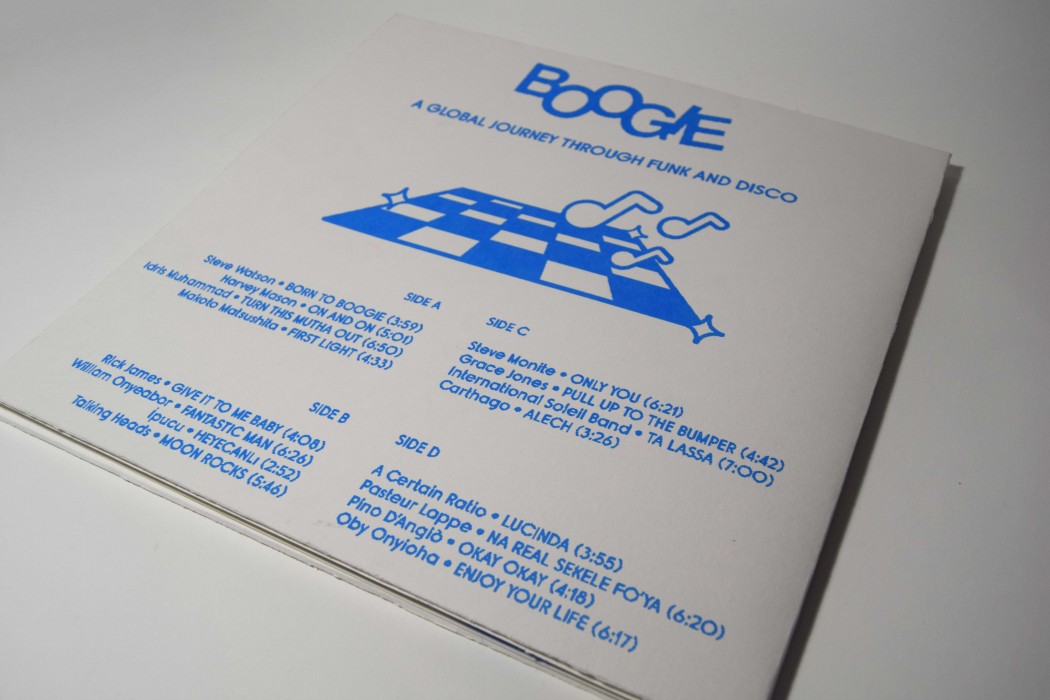 BOOGIE
A GLOBAL JOURNEY THROUGH FUNK AND DISCO
SIDE A
Steve Watson • BORN TO BOOGIE (3:59)
Harvey Mason • ON AND ON (5:01)
Idris Muhammad • TURN THIS MUTHA OUT (6:50)
Makoto Matsushita • FIRST LIGHT (4:33)
SIDE B
Rick James • GIVE IT TO ME BABY (4:08)
William Onyeabor • FANTASTIC MAN (6:26)
İpucu • HEYECANLı (2:52)
Talking Heads • MOON ROCKS (5:46)
SIDE C
Steve Monite • ONLY YOU (6:21)
Grace Jones • PULL UP TO THE BUMPER (4:42)
International Soleil Band • TA LASSA (7:00)
Carthago • ALECH (3:26)
SIDE D
A Certain Ratio • LUCINDA (3:55)
Pasteur Lappe • NA REAL SEKELE FO'YA (6:20)
Pino D'Angiò • OKAY OKAY (4:18)
Oby Onyioha • ENJOY YOUR LIFE (6:17)